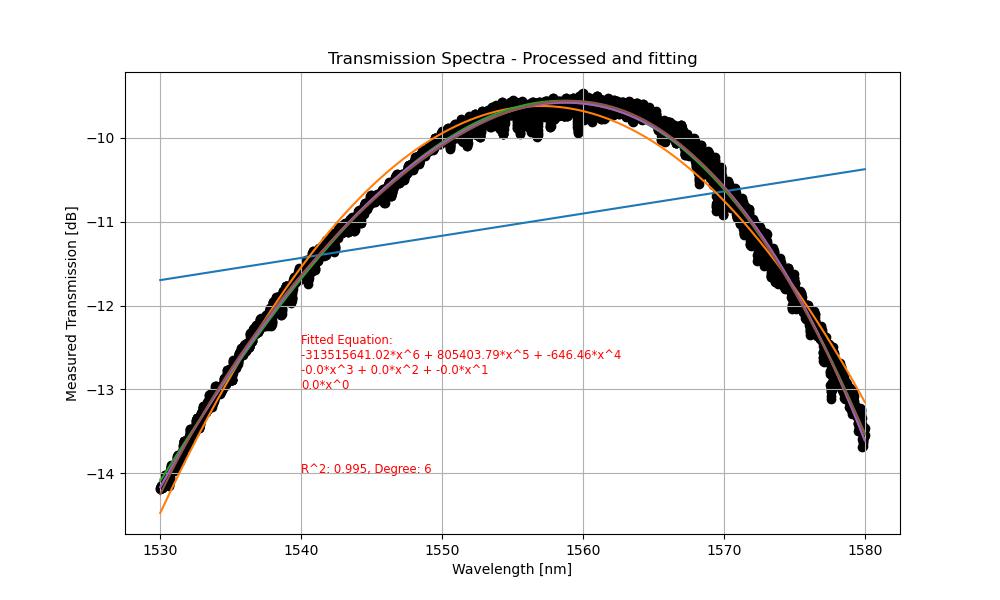 Transmission Spectra - Processed and fitting
Measured Transmission [dB]
−10
−11
−12
−13
−14
Fitted Equation:
-313515641.02*x^6 + 805403.79*x^5 + -646.46*x^4
-0.0*x^3 + 0.0*x^2 + -0.0*x^1
0.0*x^0
R^2: 0.995, Degree: 6
1530 1540 1550 1560 1570 1580
Wavelength [nm]